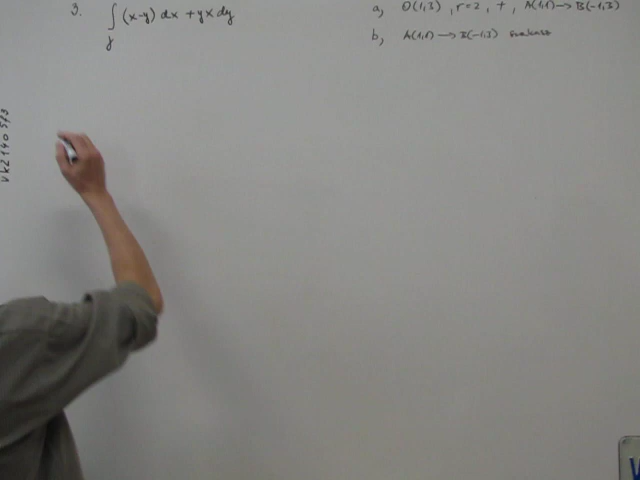 3. ∫ (x-y) dx + yx dy
γ
a, O(1,3), r=2, +, A(1,1) → B(-1,3)
b, A(1,1) → B(-1,3)